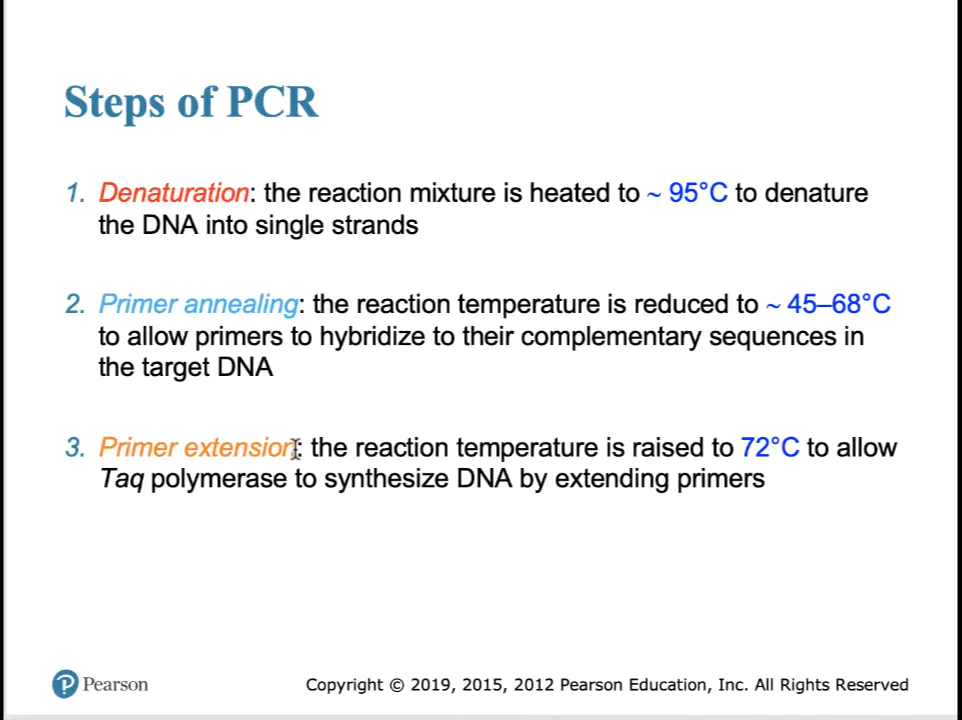 Steps of PCR
1. Denaturation: the reaction mixture is heated to ~ 95°C to denature
the DNA into single strands
2. Primer annealing: the reaction temperature is reduced to ~ 45–68°C
to allow primers to hybridize to their complementary sequences in
the target DNA
3. Primer extension: the reaction temperature is raised to 72°C to allow
Taq polymerase to synthesize DNA by extending primers
P Pearson
Copyright © 2019, 2015, 2012 Pearson Education, Inc. All Rights Reserved